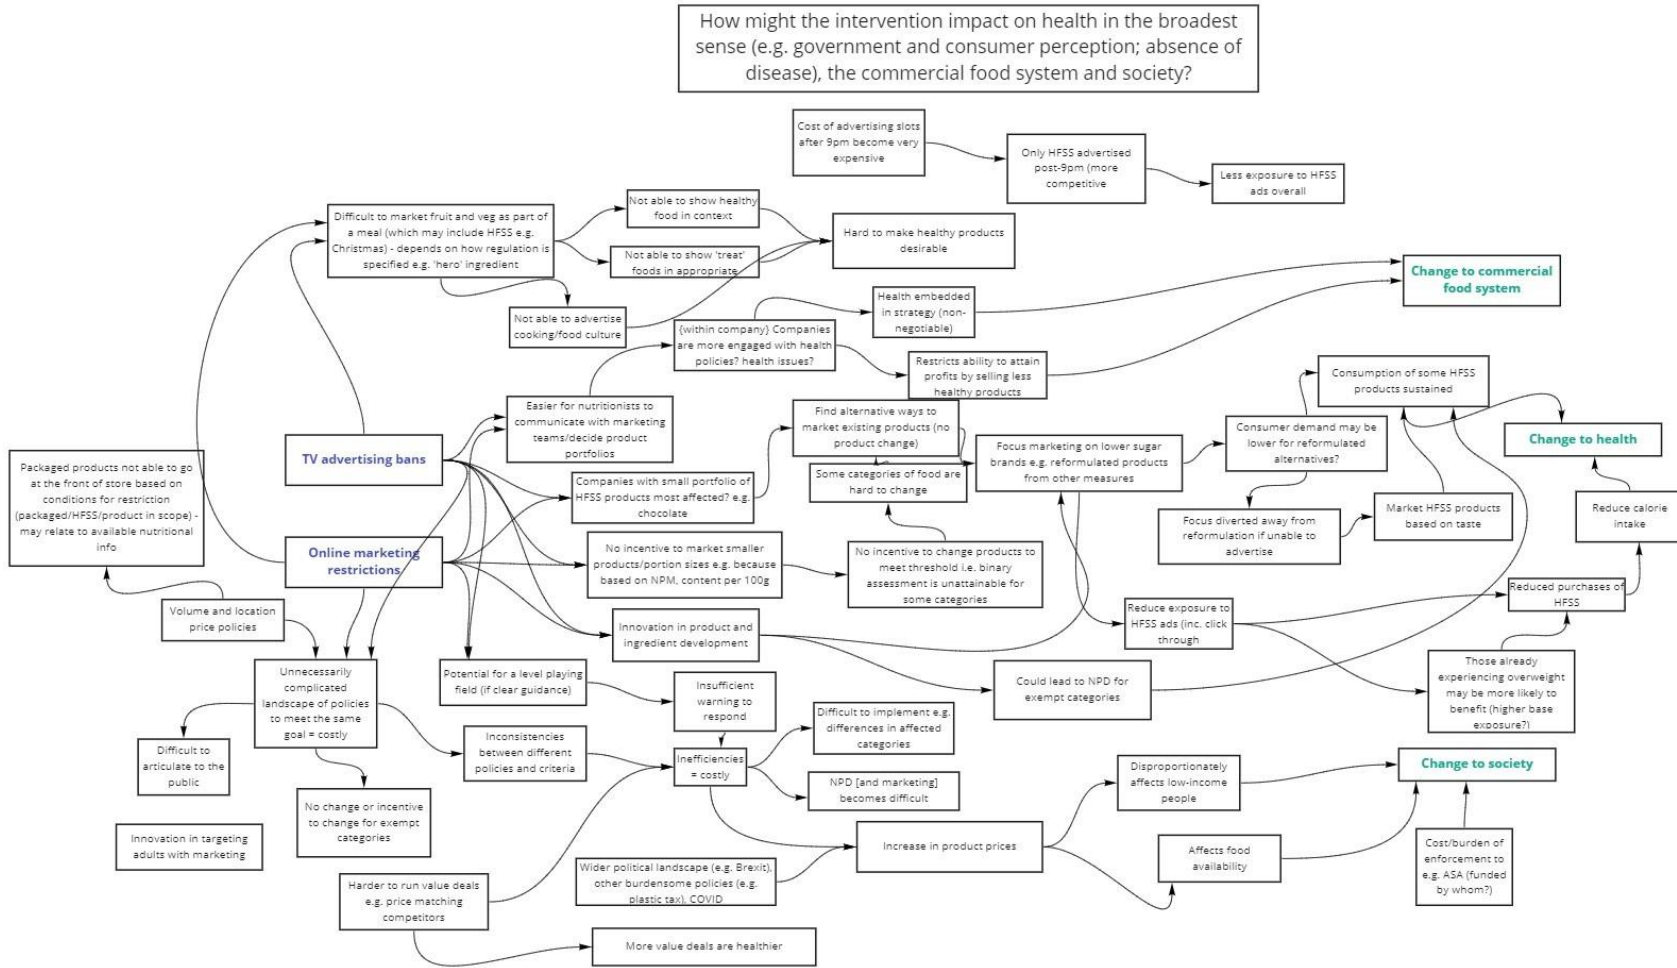 How might the intervention impact on health in the broadest
sense (e.g. government and consumer perception; absence of
disease), the commercial food system and society?
Cost of advertising slots
after 9pm become very
expensive
Only HFSS advertised
post-9pm (more
competitive
Less exposure to HFSS
ads overall
Difficult to market fruit and veg as part of
a meal (which may include HFSS e.g.
Christmas) - depends on how regulation is
specified e.g. 'hero' ingredient
Not able to show healthy
food in context
Not able to show 'treat'
foods in appropriate
Hard to make healthy products
desirable
Not able to advertise
cooking/food culture
{within company} Companies
are more engaged with health
policies? health issues?
Health embedded
in strategy (non-
negotiable)
Restricts ability to attain
profits by selling less
healthy products
Change to commercial
food system
Easier for nutritionists to
communicate with marketing
teams/decide product
portfolios
Find alternative ways to
market existing products (no
product change)
Consumption of some HFSS
products sustained
Consumer demand may be
lower for reformulated
alternatives?
Change to health
TV advertising bans
Packaged products not able to go
at the front of store based on
conditions for restriction
(packaged/HFSS/product in scope) -
may relate to available nutritional
info
Companies with small portfolio of
HFSS products most affected? e.g.
chocolate
Some categories of food are
hard to change
Focus marketing on lower sugar
brands e.g. reformulated products
from other measures
Focus diverted away from
reformulation if unable to
advertise
Market HFSS products
based on taste
Reduce calorie
intake
Online marketing
restrictions
No incentive to market smaller
products/portion sizes e.g. because
based on NPM, content per 100g
No incentive to change products to
meet threshold i.e. binary
assessment is unattainable for
some categories
Volume and location
price policies
Innovation in product and
ingredient development
Reduce exposure to
HFSS ads (inc. click
through
Reduced purchases of
HFSS
Unnecessarily
complicated
landscape of policies
to meet the same
goal = costly
Potential for a level playing
field (if clear guidance)
Insufficient
warning to
respond
Could lead to NPD for
exempt categories
Those already
experiencing overweight
may be more likely to
benefit (higher base
exposure?)
Difficult to
articulate to the
public
Inconsistencies
between different
policies and criteria
Inefficiencies
= costly
Difficult to implement e.g.
differences in affected
categories
NPD [and marketing]
becomes difficult
Disproportionately
affects low-income
people
Change to society
No change or incentive
to change for exempt
categories
Innovation in targeting
adults with marketing
Increase in product prices
Affects food
availability
Cost/burden of
enforcement to
e.g. ASA (funded
by whom?)
Harder to run value deals
e.g. price matching
competitors
Wider political landscape (e.g. Brexit),
other burdensome policies (e.g.
plastic tax), COVID
More value deals are healthier